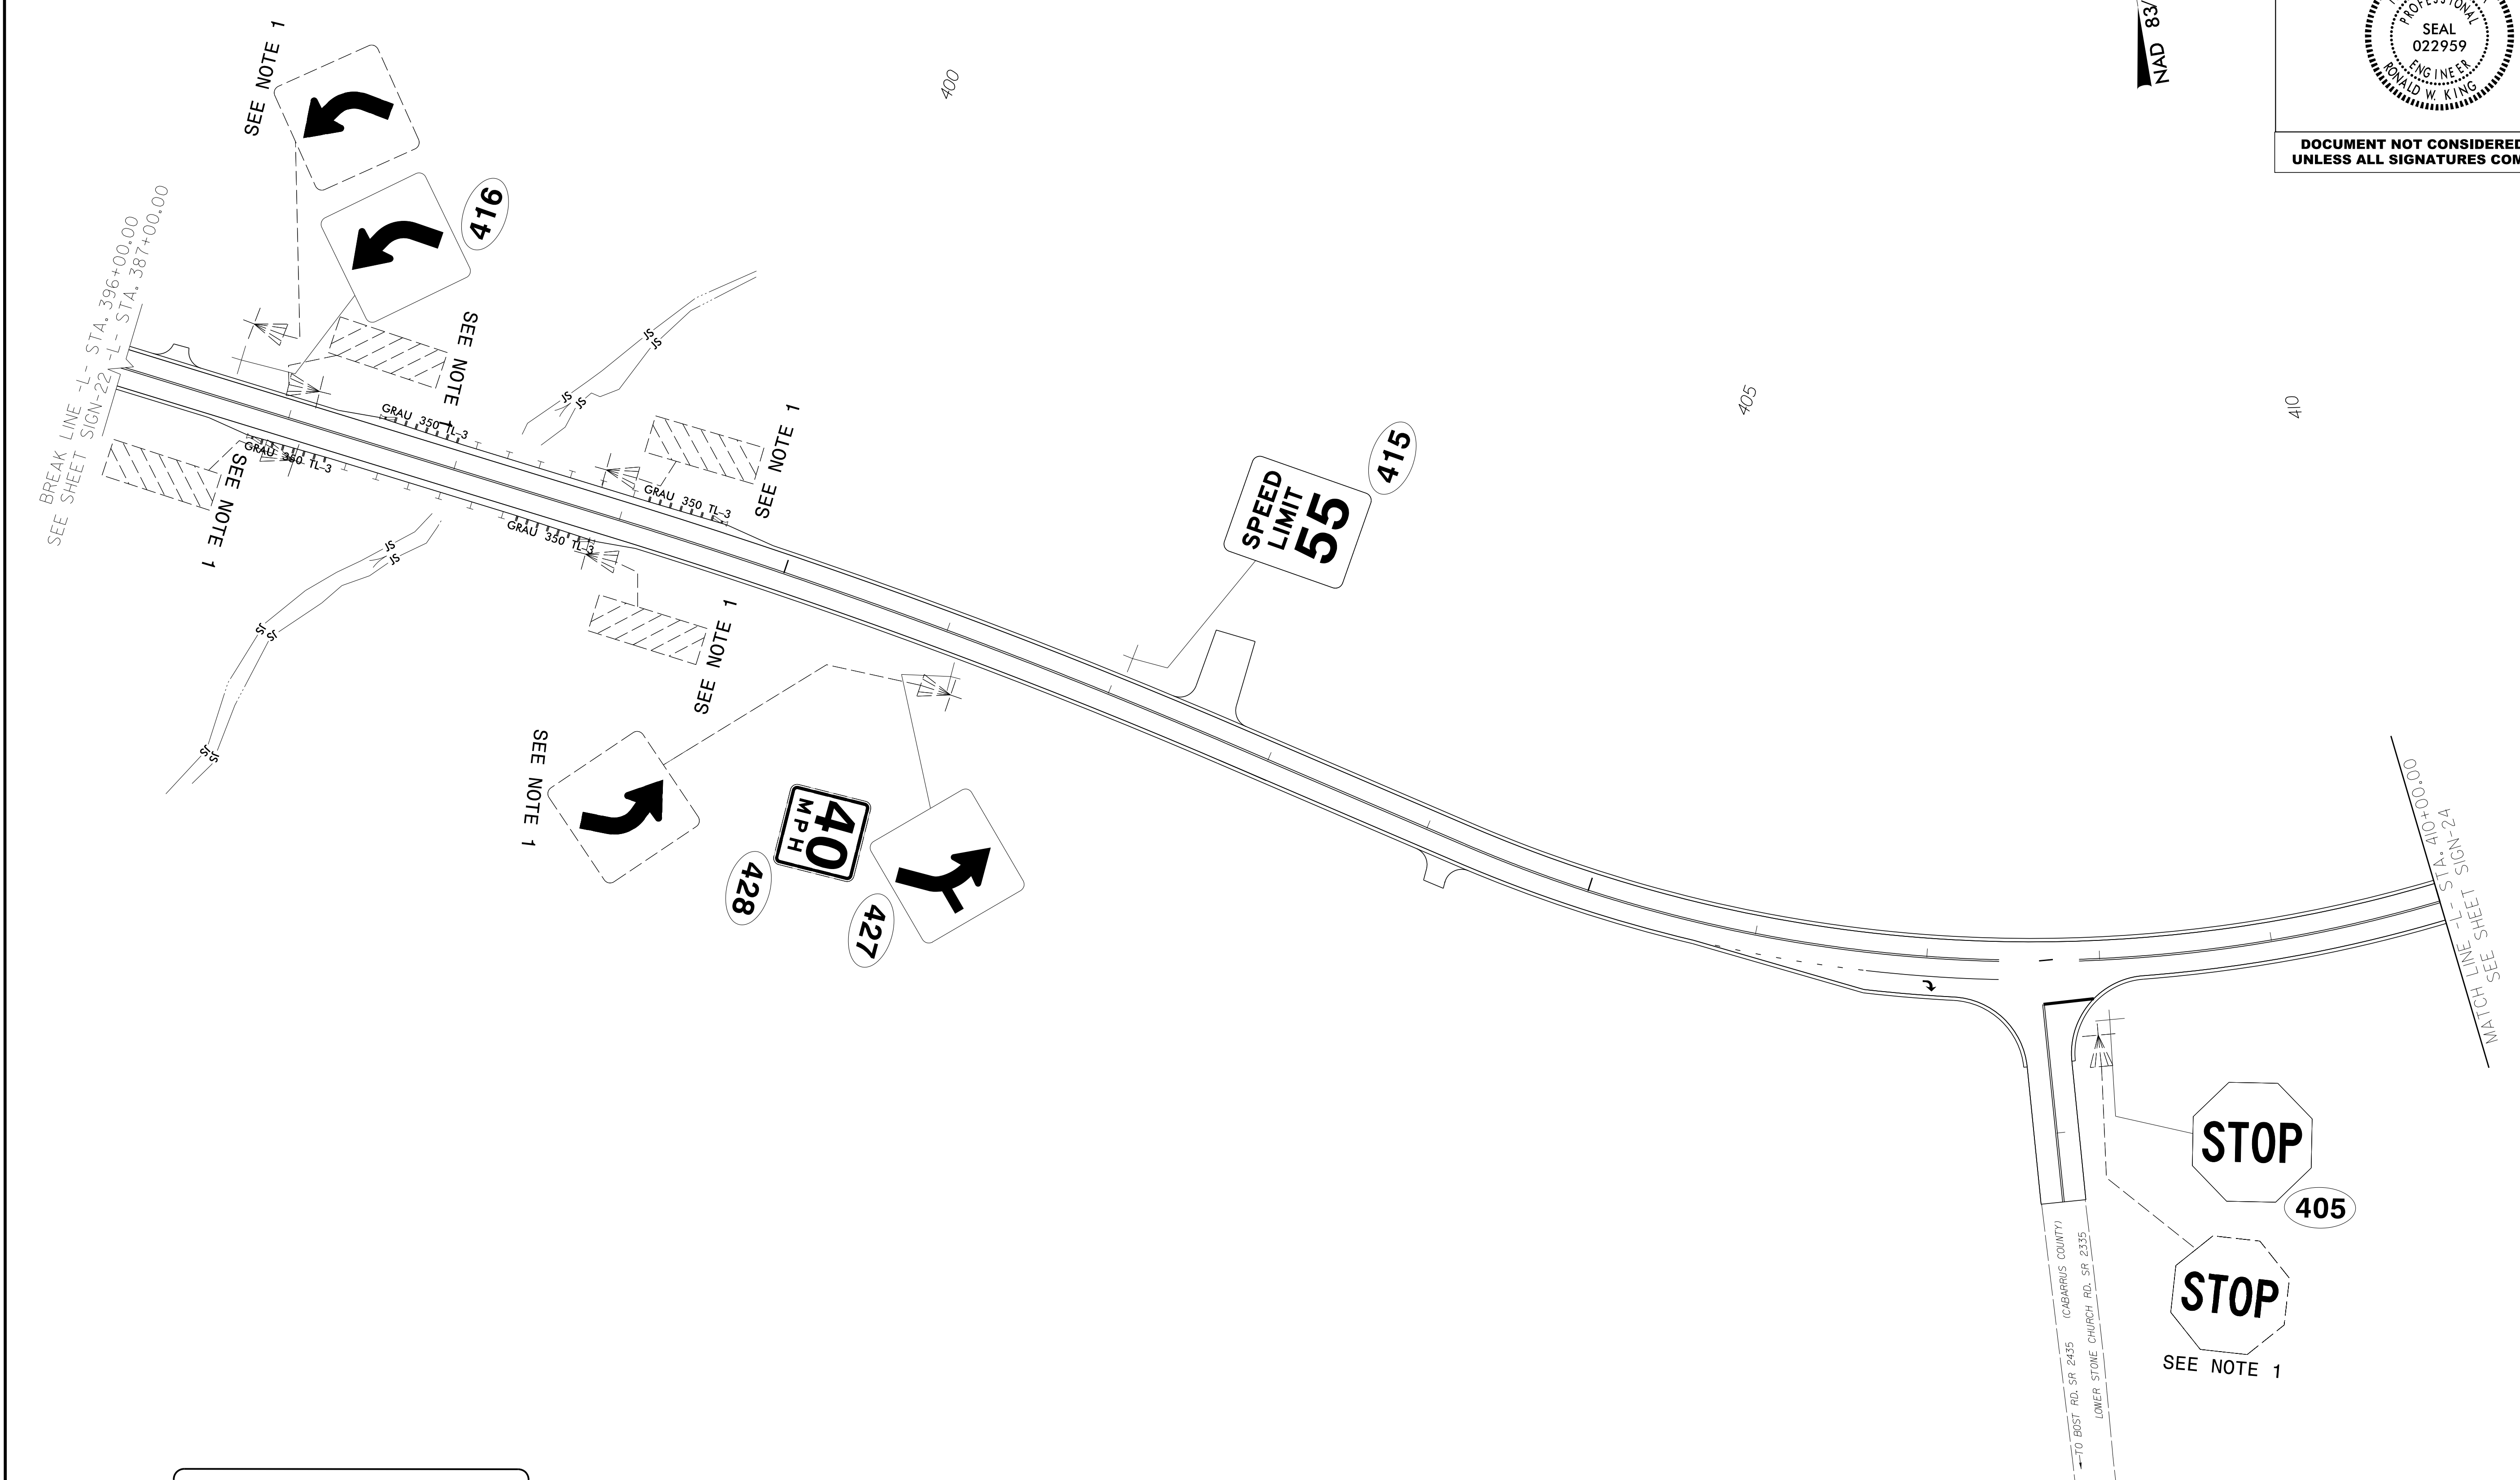 SEE NOTE 1
416
400
NAD 83/
PROFESSIONAL
SEAL
022959
ENGINEER
RONALD W. KING
DOCUMENT NOT CONSIDERED
UNLESS ALL SIGNATURES COM
BREAK LINE -L- STA. 396+00.00
SEE SHEET SIGN-22 -L- STA. 387+00.00
SEE NOTE 1
GRAU 350 TL-3
GRAU 350 TL-3
SEE NOTE 1
JS
JS
JS
JS
SEE NOTE 1
GRAU 350 TL-3
GRAU 350 TL-3
JS
JS
JS
JS
JS
JS
SEE NOTE 1
SPEED
LIMIT
55
415
405
410
SEE NOTE 1
40
MPH
428
427
MATCH LINE -L- STA. 410+00.00
SEE SHEET SIGN-24
STOP
405
STOP
SEE NOTE 1
TO BOST RD. SR 2435 (CABARRUS COUNTY)
LOWER STONE CHURCH RD. SR 2335